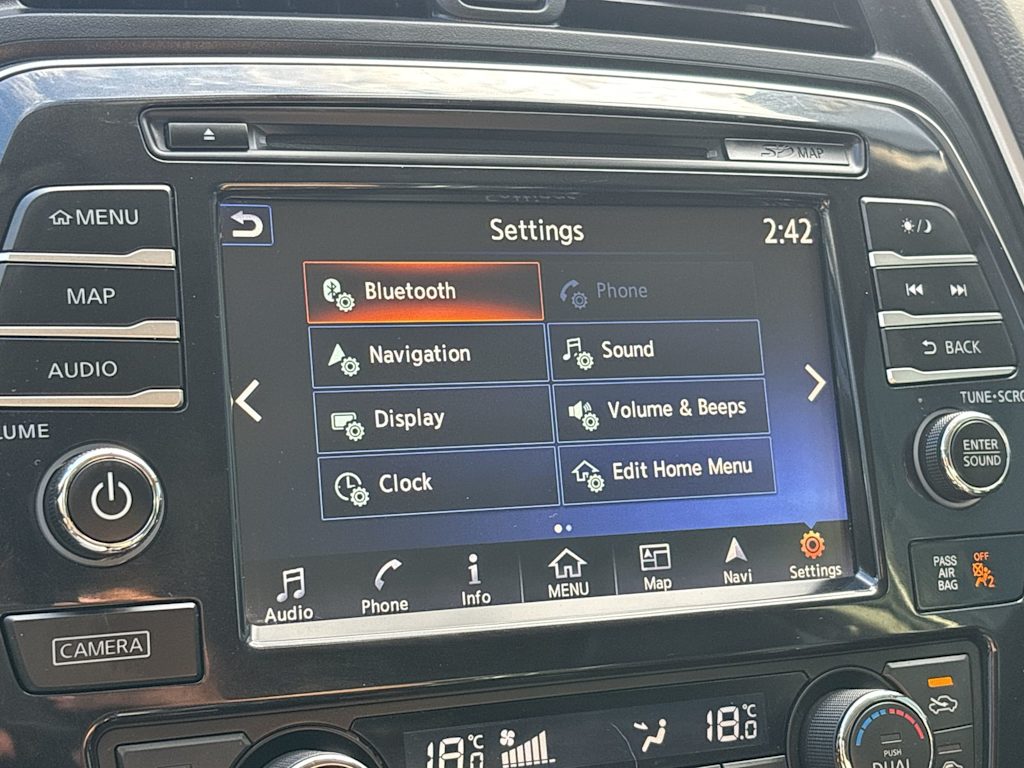 MAP
MENU
Settings
2:42
MAP
Bluetooth
Phone
Navigation
Sound
BACK
AUDIO
Display
Volume & Beeps
TUNE•SCRO
LUME
Clock
Edit Home Menu
ENTER
SOUND
Audio
Phone
Info
MENU
Map
Navi
Settings
PASS
AIR
BAG
OFF
2
CAMERA
18.0°C
18.0°C
PUSH
DUAL